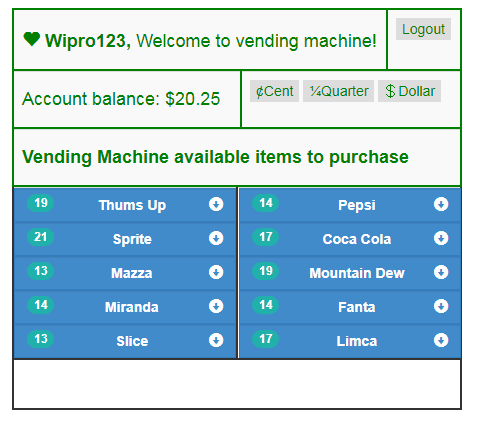 Wipro123, Welcome to vending machine! Logout
Account balance: $20.25 ¢Cent ¼Quarter $Dollar
Vending Machine available items to purchase
19 Thums Up 14 Pepsi
21 Sprite 17 Coca Cola
13 Mazza 19 Mountain Dew
14 Miranda 14 Fanta
13 Slice 17 Limca